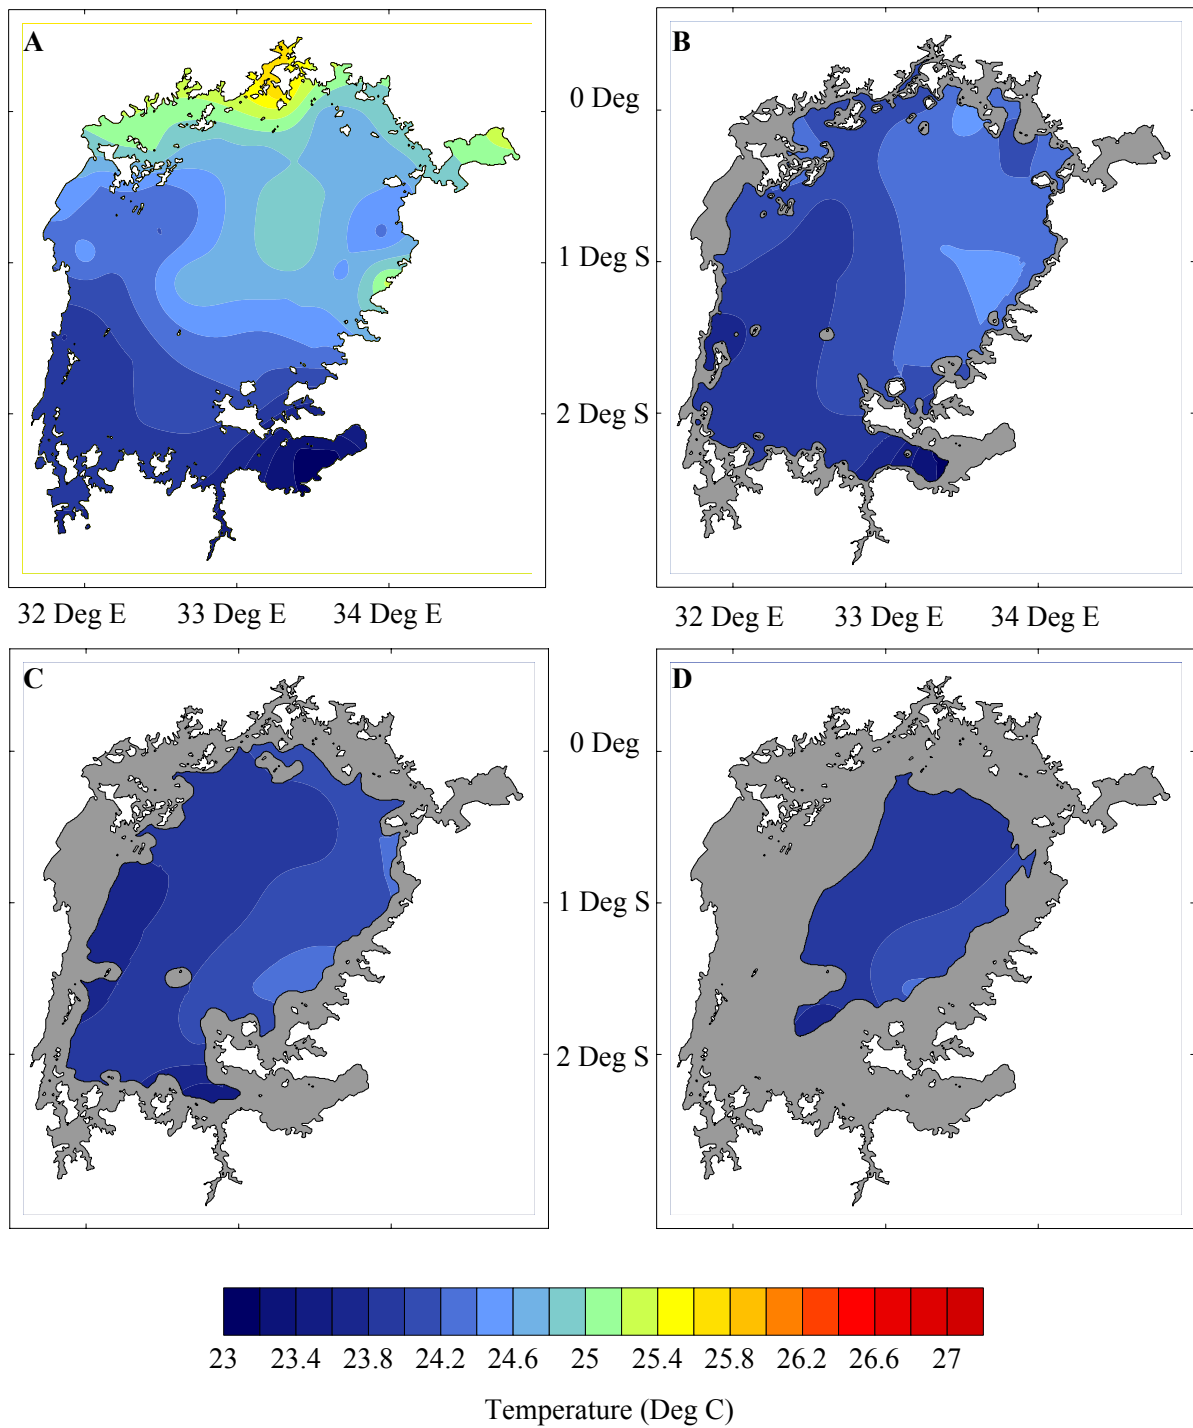 A
B
0 Deg
1 Deg S
2 Deg S
32 Deg E 33 Deg E 34 Deg E
32 Deg E 33 Deg E 34 Deg E
C
D
0 Deg
1 Deg S
2 Deg S
23 23.4 23.8 24.2 24.6 25 25.4 25.8 26.2 26.6 27
Temperature (Deg C)